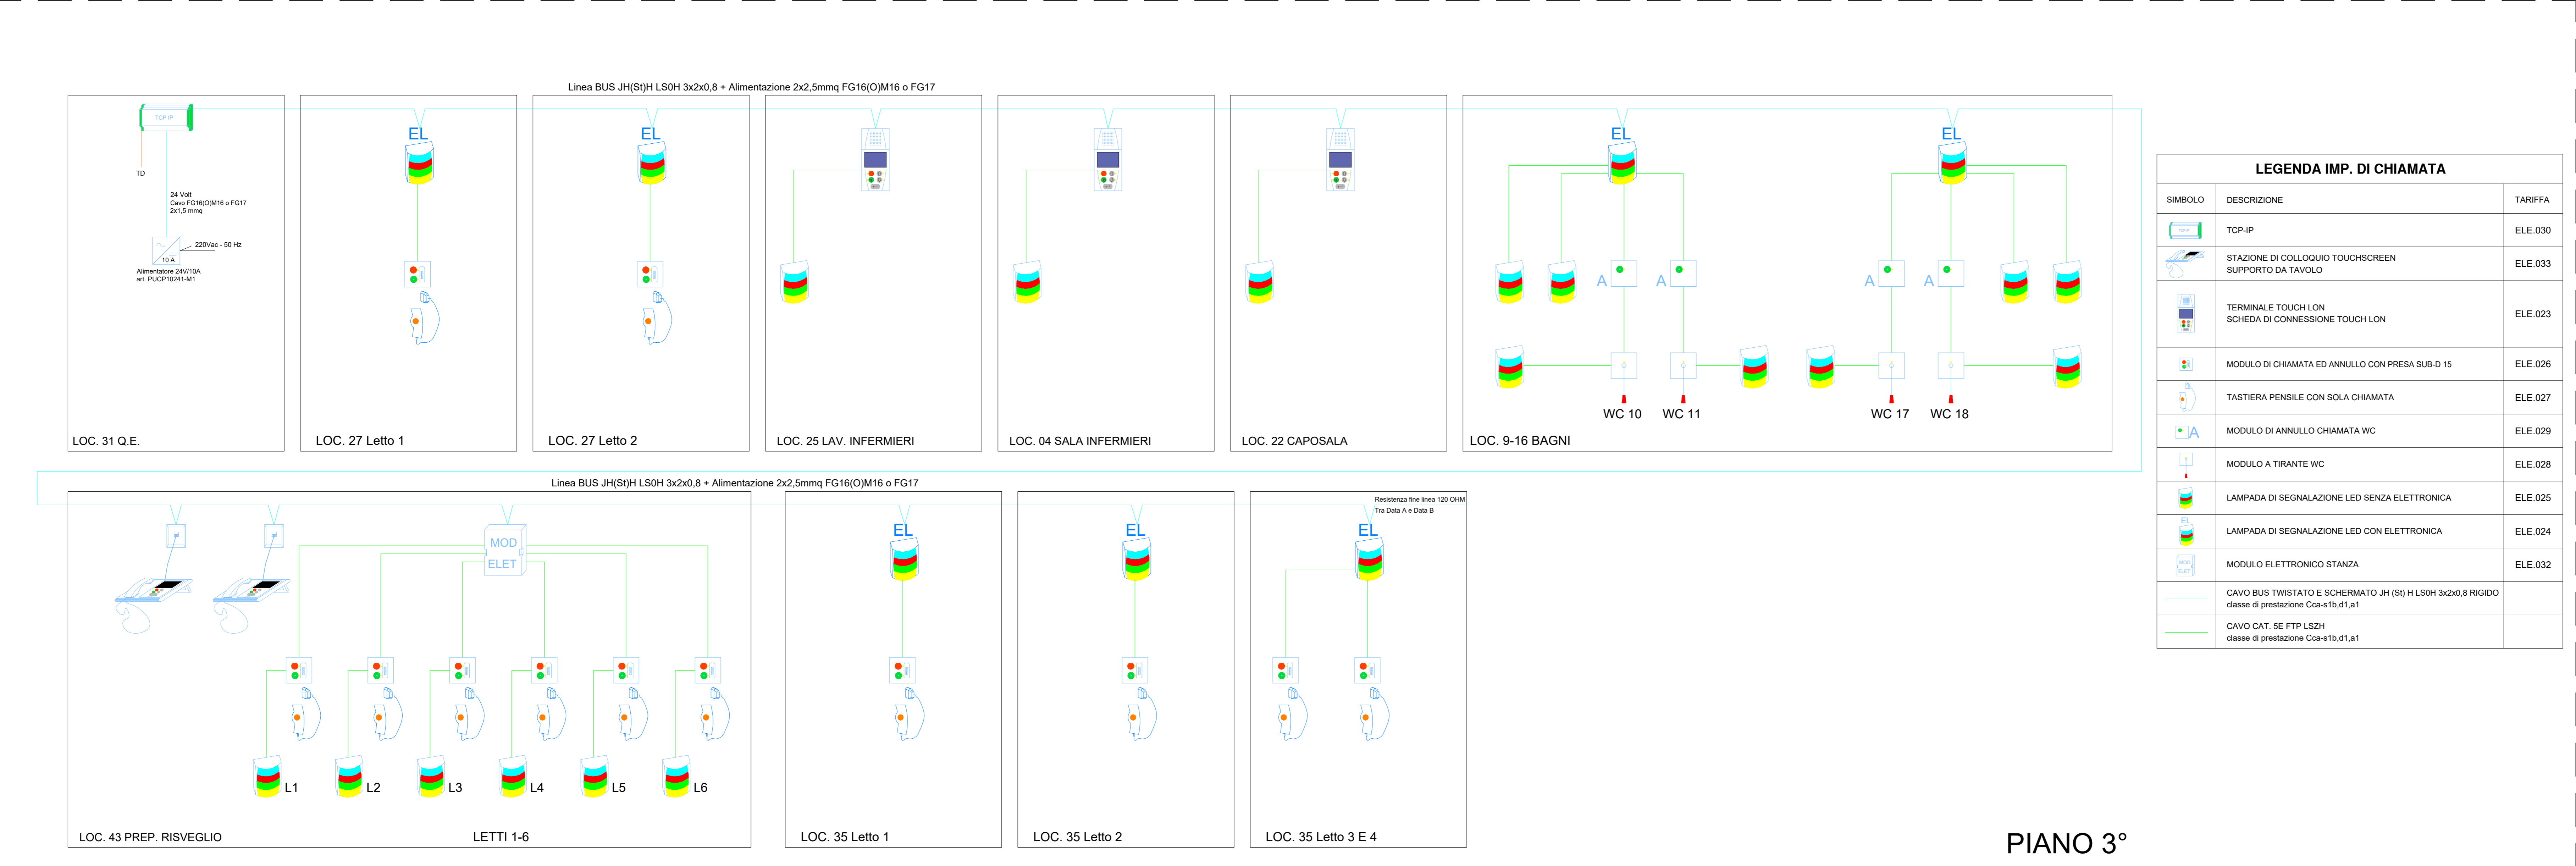 Linea BUS JH(St)H LS0H 3x2x0,8 + Alimentazione 2x2,5mmq FG16(O)M16 o FG17
TCP IP
TD
24 Volt
Cavo FG16(O)M16 o FG17
2x1,5 mmq
220Vac - 50 Hz
10 A
Alimentatore 24V/10A
art. PUCP10241-M1
LOC. 31 Q.E.
EL
LOC. 27 Letto 1
EL
LOC. 27 Letto 2
LOC. 25 LAV. INFERMIERI
LOC. 04 SALA INFERMIERI
LOC. 22 CAPOSALA
EL
EL
A
A
A
A
WC 10
WC 11
WC 17
WC 18
LOC. 9-16 BAGNI
Linea BUS JH(St)H LS0H 3x2x0,8 + Alimentazione 2x2,5mmq FG16(O)M16 o FG17
MOD
ELET
L1
L2
L3
L4
L5
L6
LOC. 43 PREP. RISVEGLIO
LETTI 1-6
EL
LOC. 35 Letto 1
EL
LOC. 35 Letto 2
Resistenza fine linea 120 OHM
Tra Data A e Data B
EL
LOC. 35 Letto 3 E 4
LEGENDA IMP. DI CHIAMATA
SIMBOLO DESCRIZIONE TARIFFA
TCP-IP ELE.030
STAZIONE DI COLLOQUIO TOUCHSCREEN
SUPPORTO DA TAVOLO
ELE.033
TERMINALE TOUCH LON
SCHEDA DI CONNESSIONE TOUCH LON
ELE.023
MODULO DI CHIAMATA ED ANNULLO CON PRESA SUB-D 15 ELE.026
TASTIERA PENSILE CON SOLA CHIAMATA ELE.027
A MODULO DI ANNULLO CHIAMATA WC ELE.029
MODULO A TIRANTE WC ELE.028
LAMPADA DI SEGNALAZIONE LED SENZA ELETTRONICA ELE.025
EL LAMPADA DI SEGNALAZIONE LED CON ELETTRONICA ELE.024
MOD
ELET
MODULO ELETTRONICO STANZA ELE.032
CAVO BUS TWISTATO E SCHERMATO JH (St) H LS0H 3x2x0,8 RIGIDO
classe di prestazione Cca-s1b,d1,a1
CAVO CAT. 5E FTP LSZH
classe di prestazione Cca-s1b,d1,a1
PIANO 3°